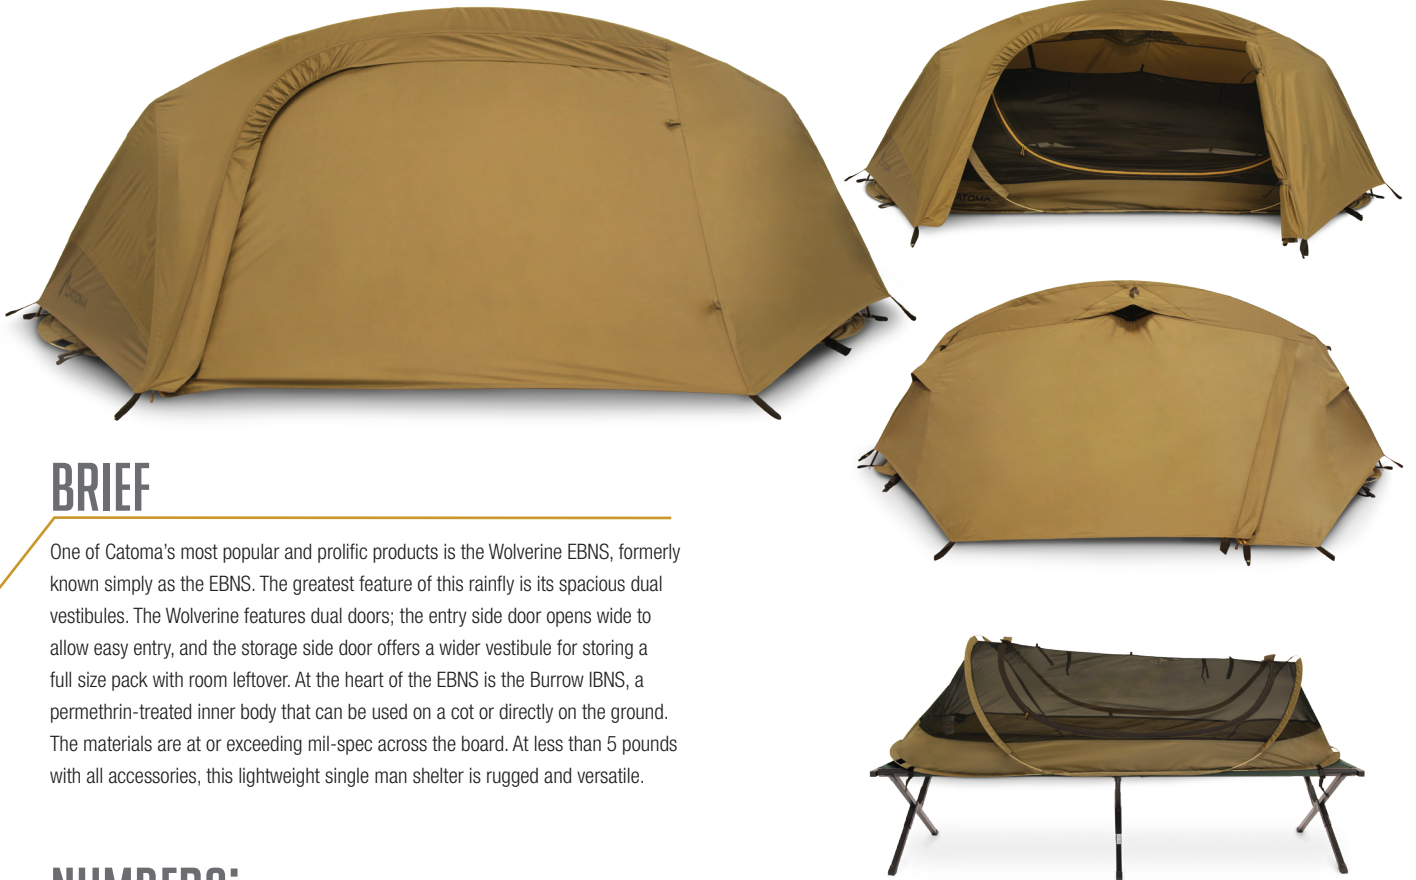 CATOMA
BRIEF
One of Catoma’s most popular and prolific products is the Wolverine EBNS, formerly
known simply as the EBNS. The greatest feature of this rainfly is its spacious dual
vestibules. The Wolverine features dual doors; the entry side door opens wide to
allow easy entry, and the storage side door offers a wider vestibule for storing a
full size pack with room leftover. At the heart of the EBNS is the Burrow IBNS, a
permethrin-treated inner body that can be used on a cot or directly on the ground.
The materials are at or exceeding mil-spec across the board. At less than 5 pounds
with all accessories, this lightweight single man shelter is rugged and versatile.
NUMBERS: